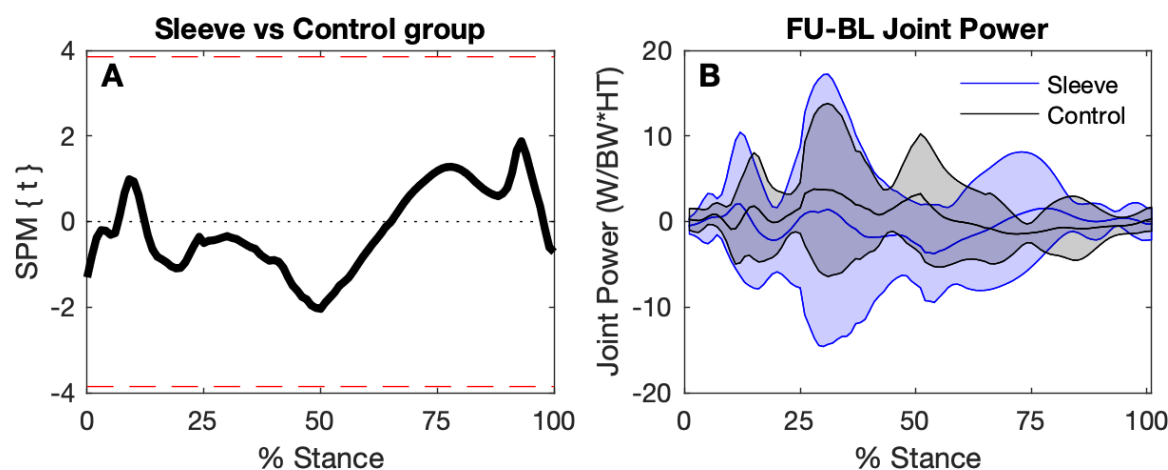 Sleeve vs Control group
A
SPM { t }
4
2
0
-2
-4
0
25
50
75
100
% Stance
FU-BL Joint Power
B
Sleeve
Control
Joint Power (W/BW*HT)
20
10
0
-10
-20
0
25
50
75
100
% Stance